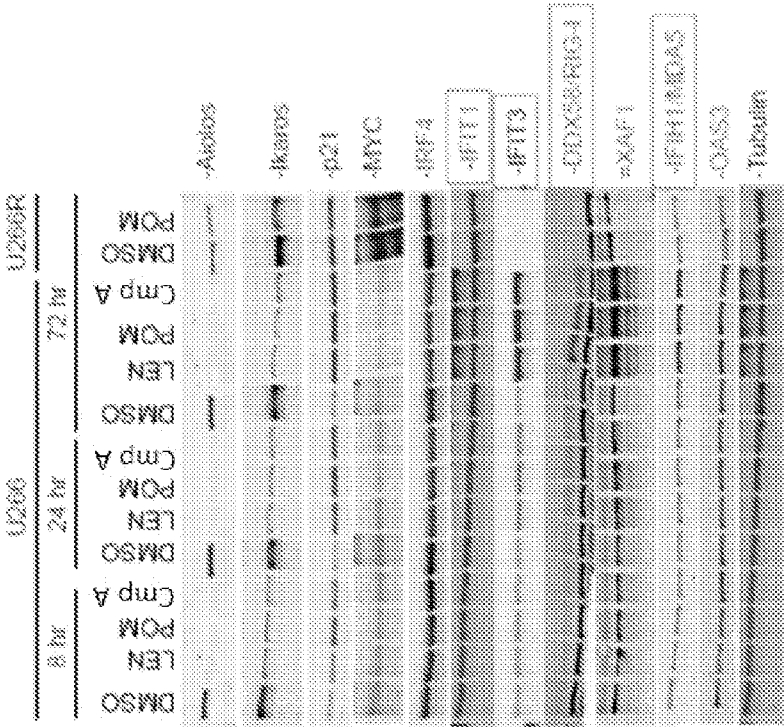 U266 U266R
8 hr 24 hr 72 hr
DMSO LEN POM Cmp A DMSO LEN POM Cmp A DMSO LEN POM Cmp A DMSO POM
-Aiolos
-Ikaros
-p21
-MYC
-IRF4
-IFIT1
-IFIT3
-DDX58/RIG-I
-XAF1
-IFIH1/MDA5
-OAS3
-Tubulin